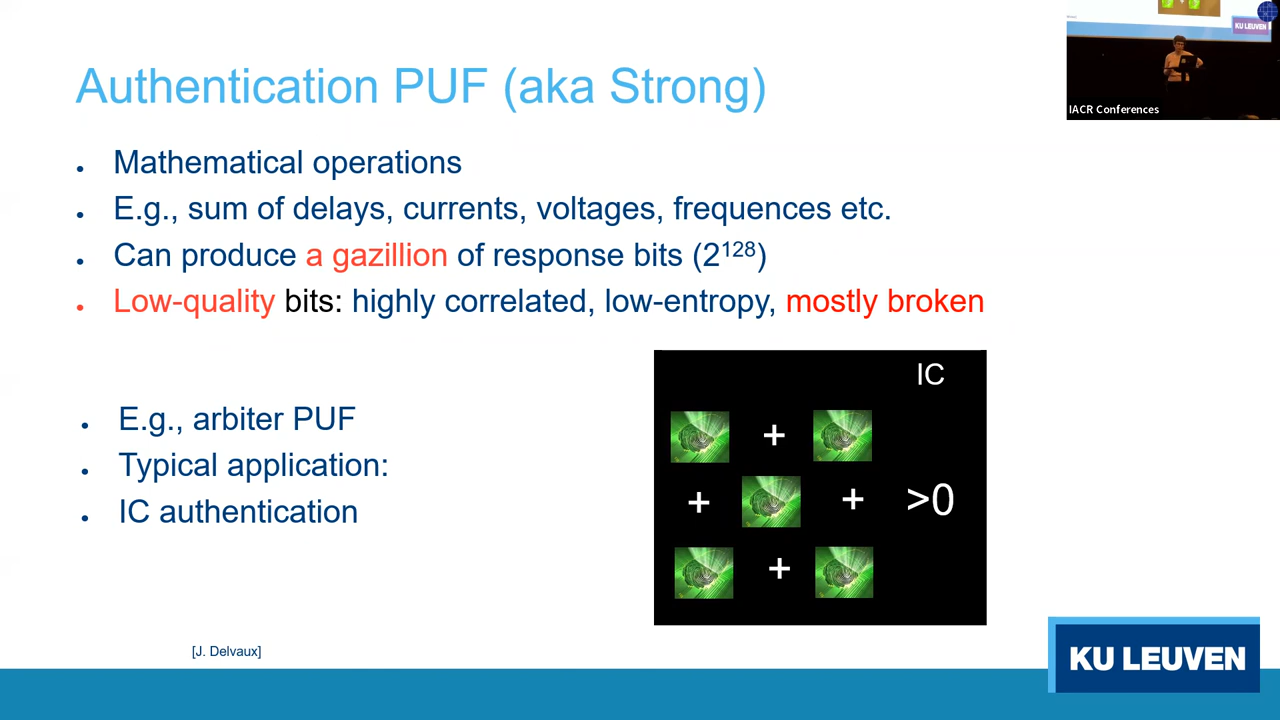 KU LEUVEN
IACR Conferences
Authentication PUF (aka Strong)
• Mathematical operations
• E.g., sum of delays, currents, voltages, frequences etc.
• Can produce a gazillion of response bits (2¹²⁸)
• Low-quality bits: highly correlated, low-entropy, mostly broken
• E.g., arbiter PUF
• Typical application:
• IC authentication
IC
+
+ + >0
+
[J. Delvaux]
KU LEUVEN